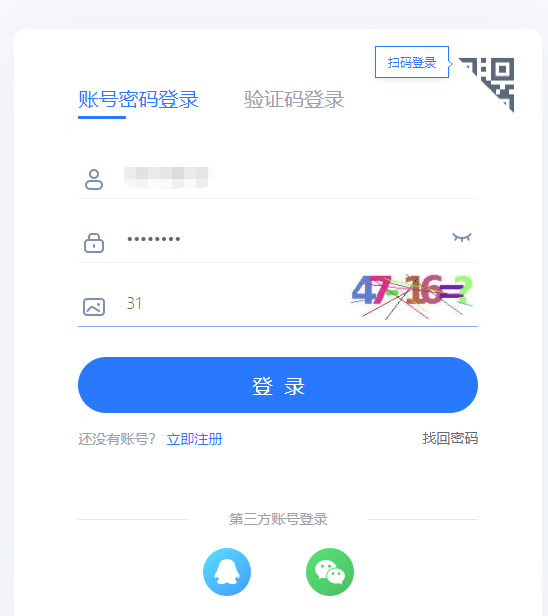 扫码登录
账号密码登录 验证码登录
••••••••
31 47-16=?
登 录
还没有账号? 立即注册 找回密码
第三方账号登录